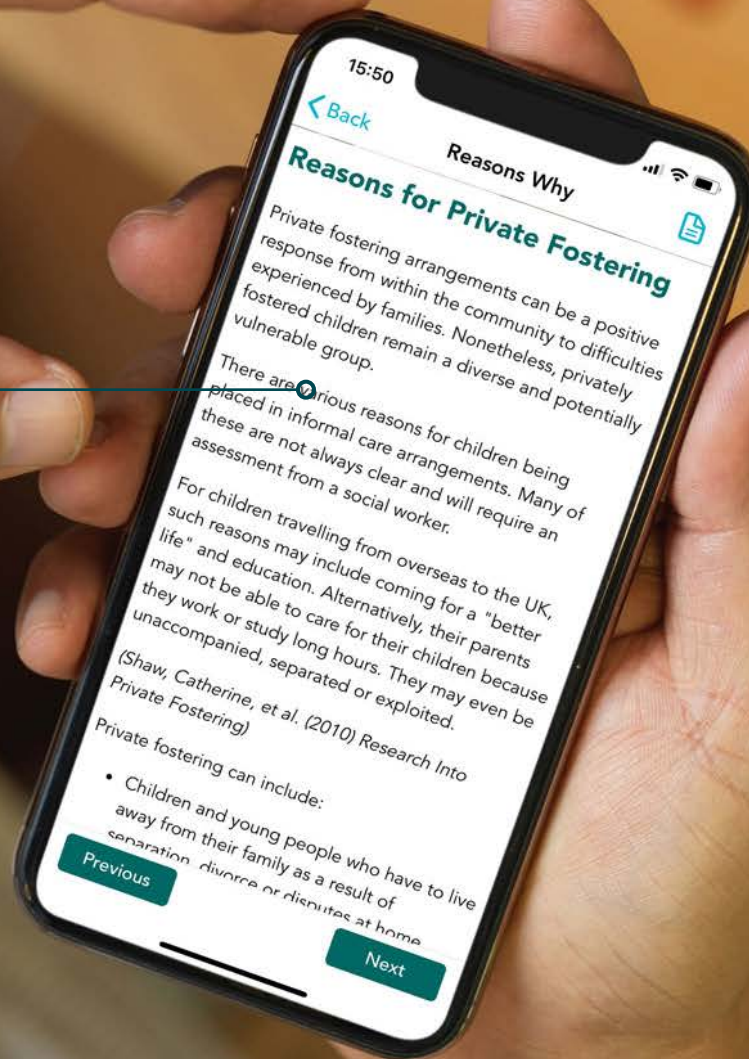 15:50
Back
Reasons Why
Reasons for Private Fostering
Private fostering arrangements can be a positive
response from within the community to difficulties
experienced by families. Nonetheless, privately
fostered children remain a diverse and potentially
vulnerable group.
There are various reasons for children being
placed in informal care arrangements. Many of
these are not always clear and will require an
assessment from a social worker.
For children travelling from overseas to the UK,
such reasons may include coming for a "better
life" and education. Alternatively, their parents
may not be able to care for their children because
they work or study long hours. They may even be
unaccompanied, separated or exploited.
(Shaw, Catherine, et al. (2010) Research Into
Private Fostering)
Private fostering can include:
• Children and young people who have to live
away from their family as a result of
separation, divorce or disputes at home
Previous
Next